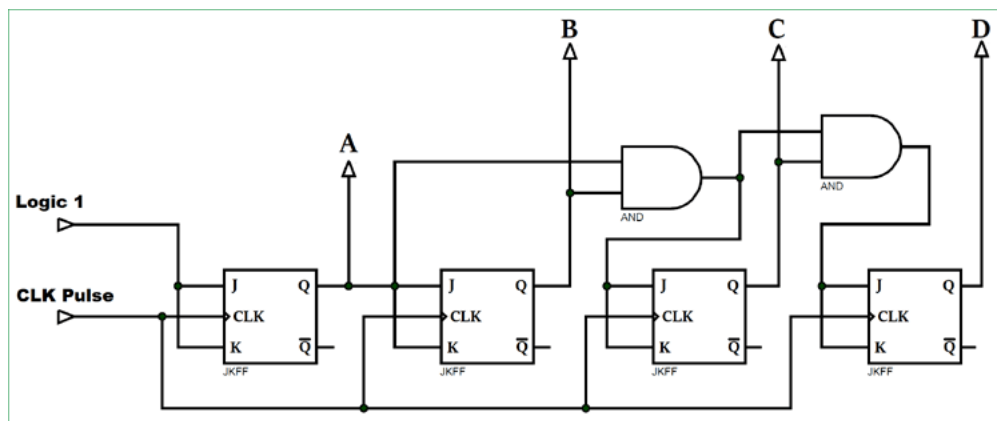 B
C
D
A
AND
AND
Logic 1
CLK Pulse
J Q
CLK
K Q̅
JKFF
J Q
CLK
K Q̅
JKFF
J Q
CLK
K Q̅
JKFF
J Q
CLK
K Q̅
JKFF